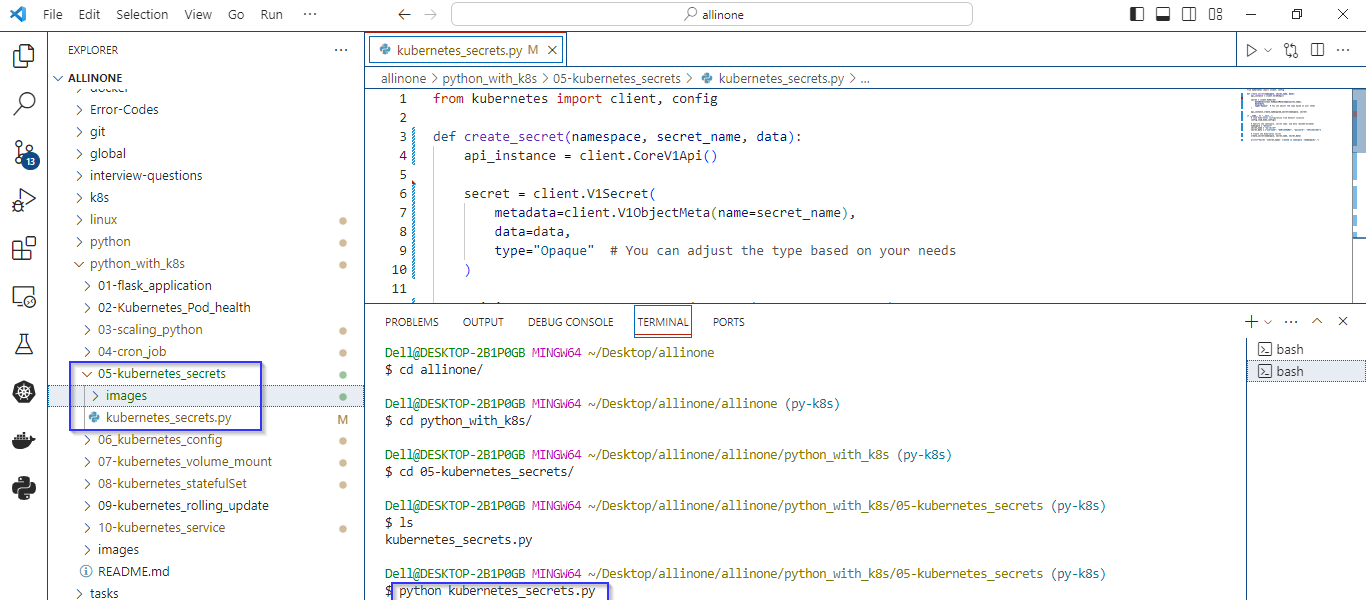 File Edit Selection View Go Run ···
allinone
EXPLORER
ALLINONE
docker
Error-Codes
git
global
interview-questions
k8s
linux
python
python_with_k8s
01-flask_application
02-Kubernetes_Pod_health
03-scaling_python
04-cron_job
05-kubernetes_secrets
images
kubernetes_secrets.py M
06_kubernetes_config
07-kubernetes_volume_mount
08-kubernetes_statefulSet
09-kubernetes_rolling_update
10-kubernetes_service
images
README.md
tasks
13
kubernetes_secrets.py M
allinone > python_with_k8s > 05-kubernetes_secrets > kubernetes_secrets.py > ...
1 from kubernetes import client, config
2
3 def create_secret(namespace, secret_name, data):
4 api_instance = client.CoreV1Api()
5
6 secret = client.V1Secret(
7 metadata=client.V1ObjectMeta(name=secret_name),
8 data=data,
9 type="Opaque" # You can adjust the type based on your needs
10 )
11
PROBLEMS OUTPUT DEBUG CONSOLE TERMINAL PORTS
Dell@DESKTOP-2B1P0GB MINGW64 ~/Desktop/allinone
$ cd allinone/
Dell@DESKTOP-2B1P0GB MINGW64 ~/Desktop/allinone/allinone (py-k8s)
$ cd python_with_k8s/
Dell@DESKTOP-2B1P0GB MINGW64 ~/Desktop/allinone/allinone/python_with_k8s (py-k8s)
$ cd 05-kubernetes_secrets/
Dell@DESKTOP-2B1P0GB MINGW64 ~/Desktop/allinone/allinone/python_with_k8s/05-kubernetes_secrets (py-k8s)
$ ls
kubernetes_secrets.py
Dell@DESKTOP-2B1P0GB MINGW64 ~/Desktop/allinone/allinone/python_with_k8s/05-kubernetes_secrets (py-k8s)
$ python kubernetes_secrets.py
bash
bash